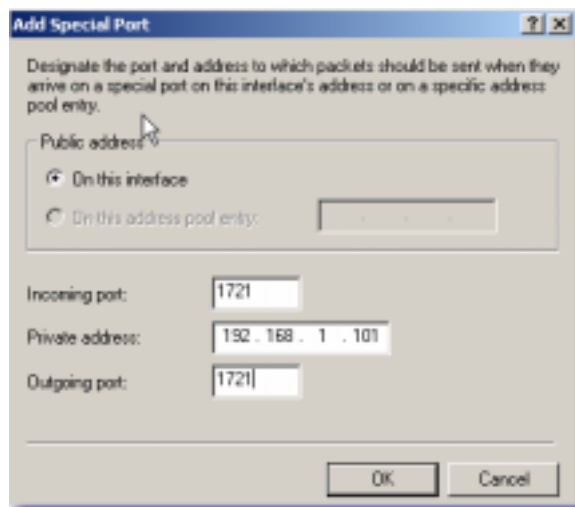 Add Special Port
Designate the port and address to which packets should be sent when they
arrive on a special port on this interface's address or on a specific address
pool entry.
Public address
On this interface
On this address pool entry:
Incoming port:
1721
Private address:
192 . 168 . 1 . 101
Outgoing port:
1721
OK
Cancel